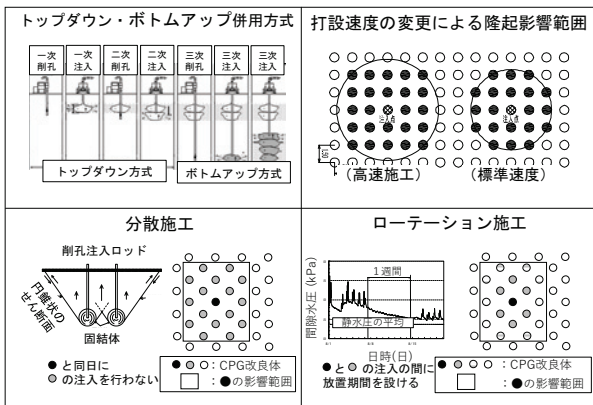 トップダウン・ボトムアップ併用方式
一次削孔
一次注入
二次削孔
二次注入
三次削孔
三次注入
三次注入
トップダウン方式
ボトムアップ方式
打設速度の変更による隆起影響範囲
注入点
注入点
(高速施工)
(標準速度)
分散施工
削孔注入ロッド
円盤状のせん断面
固結体
●と同日に
の注入を行わない
:CPG改良体
:●の影響範囲
ローテーション施工
間隙水圧 (kPa)
1週間
静水圧の平均
日時(日)
●と の注入の間に
放置期間を設ける
:CPG改良体
:●の影響範囲